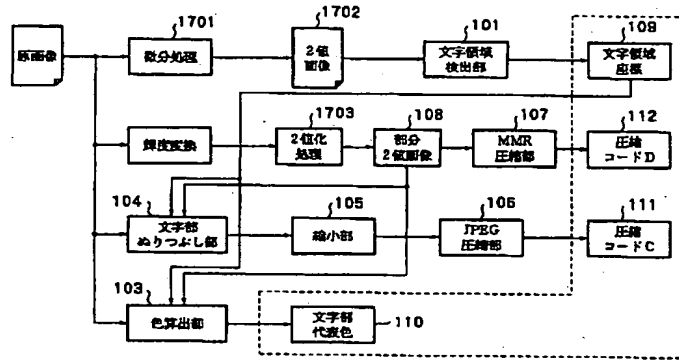 1701
1702
101
109
原画像
微分処理
2値
画像
文字領域
検出部
文字領域
座標
1703
108
107
112
輝度変換
2値化
処理
部分
2値画像
MMR
圧縮部
圧縮
コードD
104
105
106
111
文字部
ぬりつぶし部
縮小部
JPEG
圧縮部
圧縮
コードC
103
色算出部
文字部
代表色
110